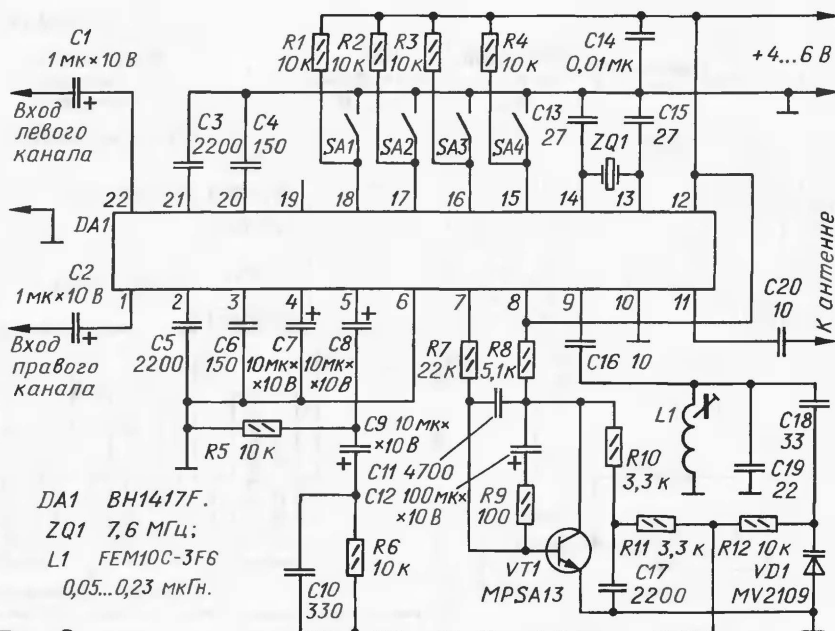 C1
1 мк × 10 В
Вход
левого
канала
C3
2200
C4
150
R1
10 к
R2
10 к
R3
10 к
R4
10 к
C14
0,01 мк
+4...6 В
SA1
SA2
SA3
SA4
C13
27
ZQ1
C15
27
22
21
20
19
18
17
16
15
14
13
12
DA1
C2
1 мк × 10 В
Вход
правого
канала
1
2
3
4
5
6
7
8
9
10
11
C5
2200
C6
150
C7
10 мк ×
× 10 В
C8
10 мк ×
× 10 В
R7
22 к
R8
5,1 к
C16
10
C20
10
К антенне
R5 10 к
C9 10 мк ×
× 10 В
C11 4700
C12 100 мк ×
× 10 В
R9
100
R10
3,3 к
L1
C18
33
C19
22
DA1 BH1417F.
ZQ1 7,6 МГц;
L1 FEM10C-3F6
0,05...0,23 мкГн.
C10
330
R6
10 к
VT1
MPSA13
R11 3,3 к
R12 10 к
C17
2200
VD1
MV2109